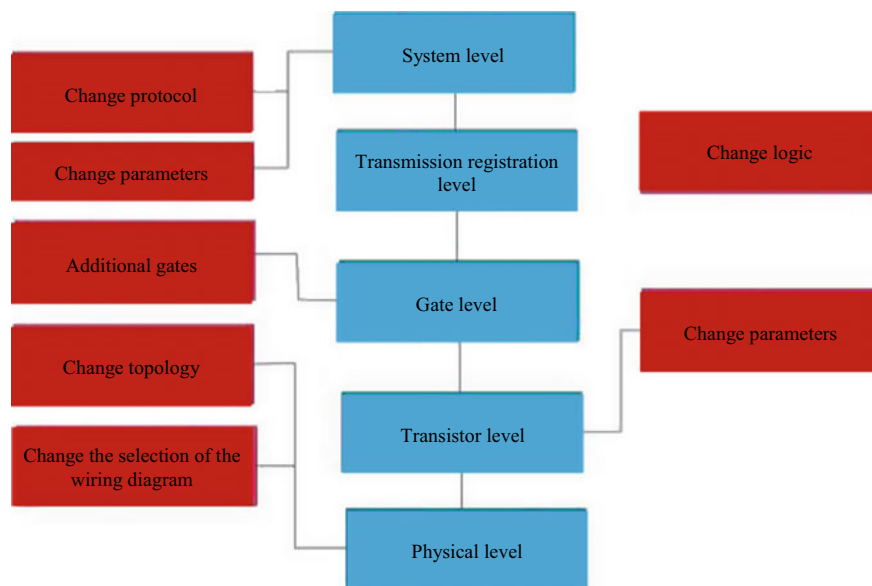 System level
Change protocol
Change parameters
Transmission registration
level
Change logic
Additional gates
Gate level
Change parameters
Change topology
Transistor level
Change the selection of the
wiring diagram
Physical level